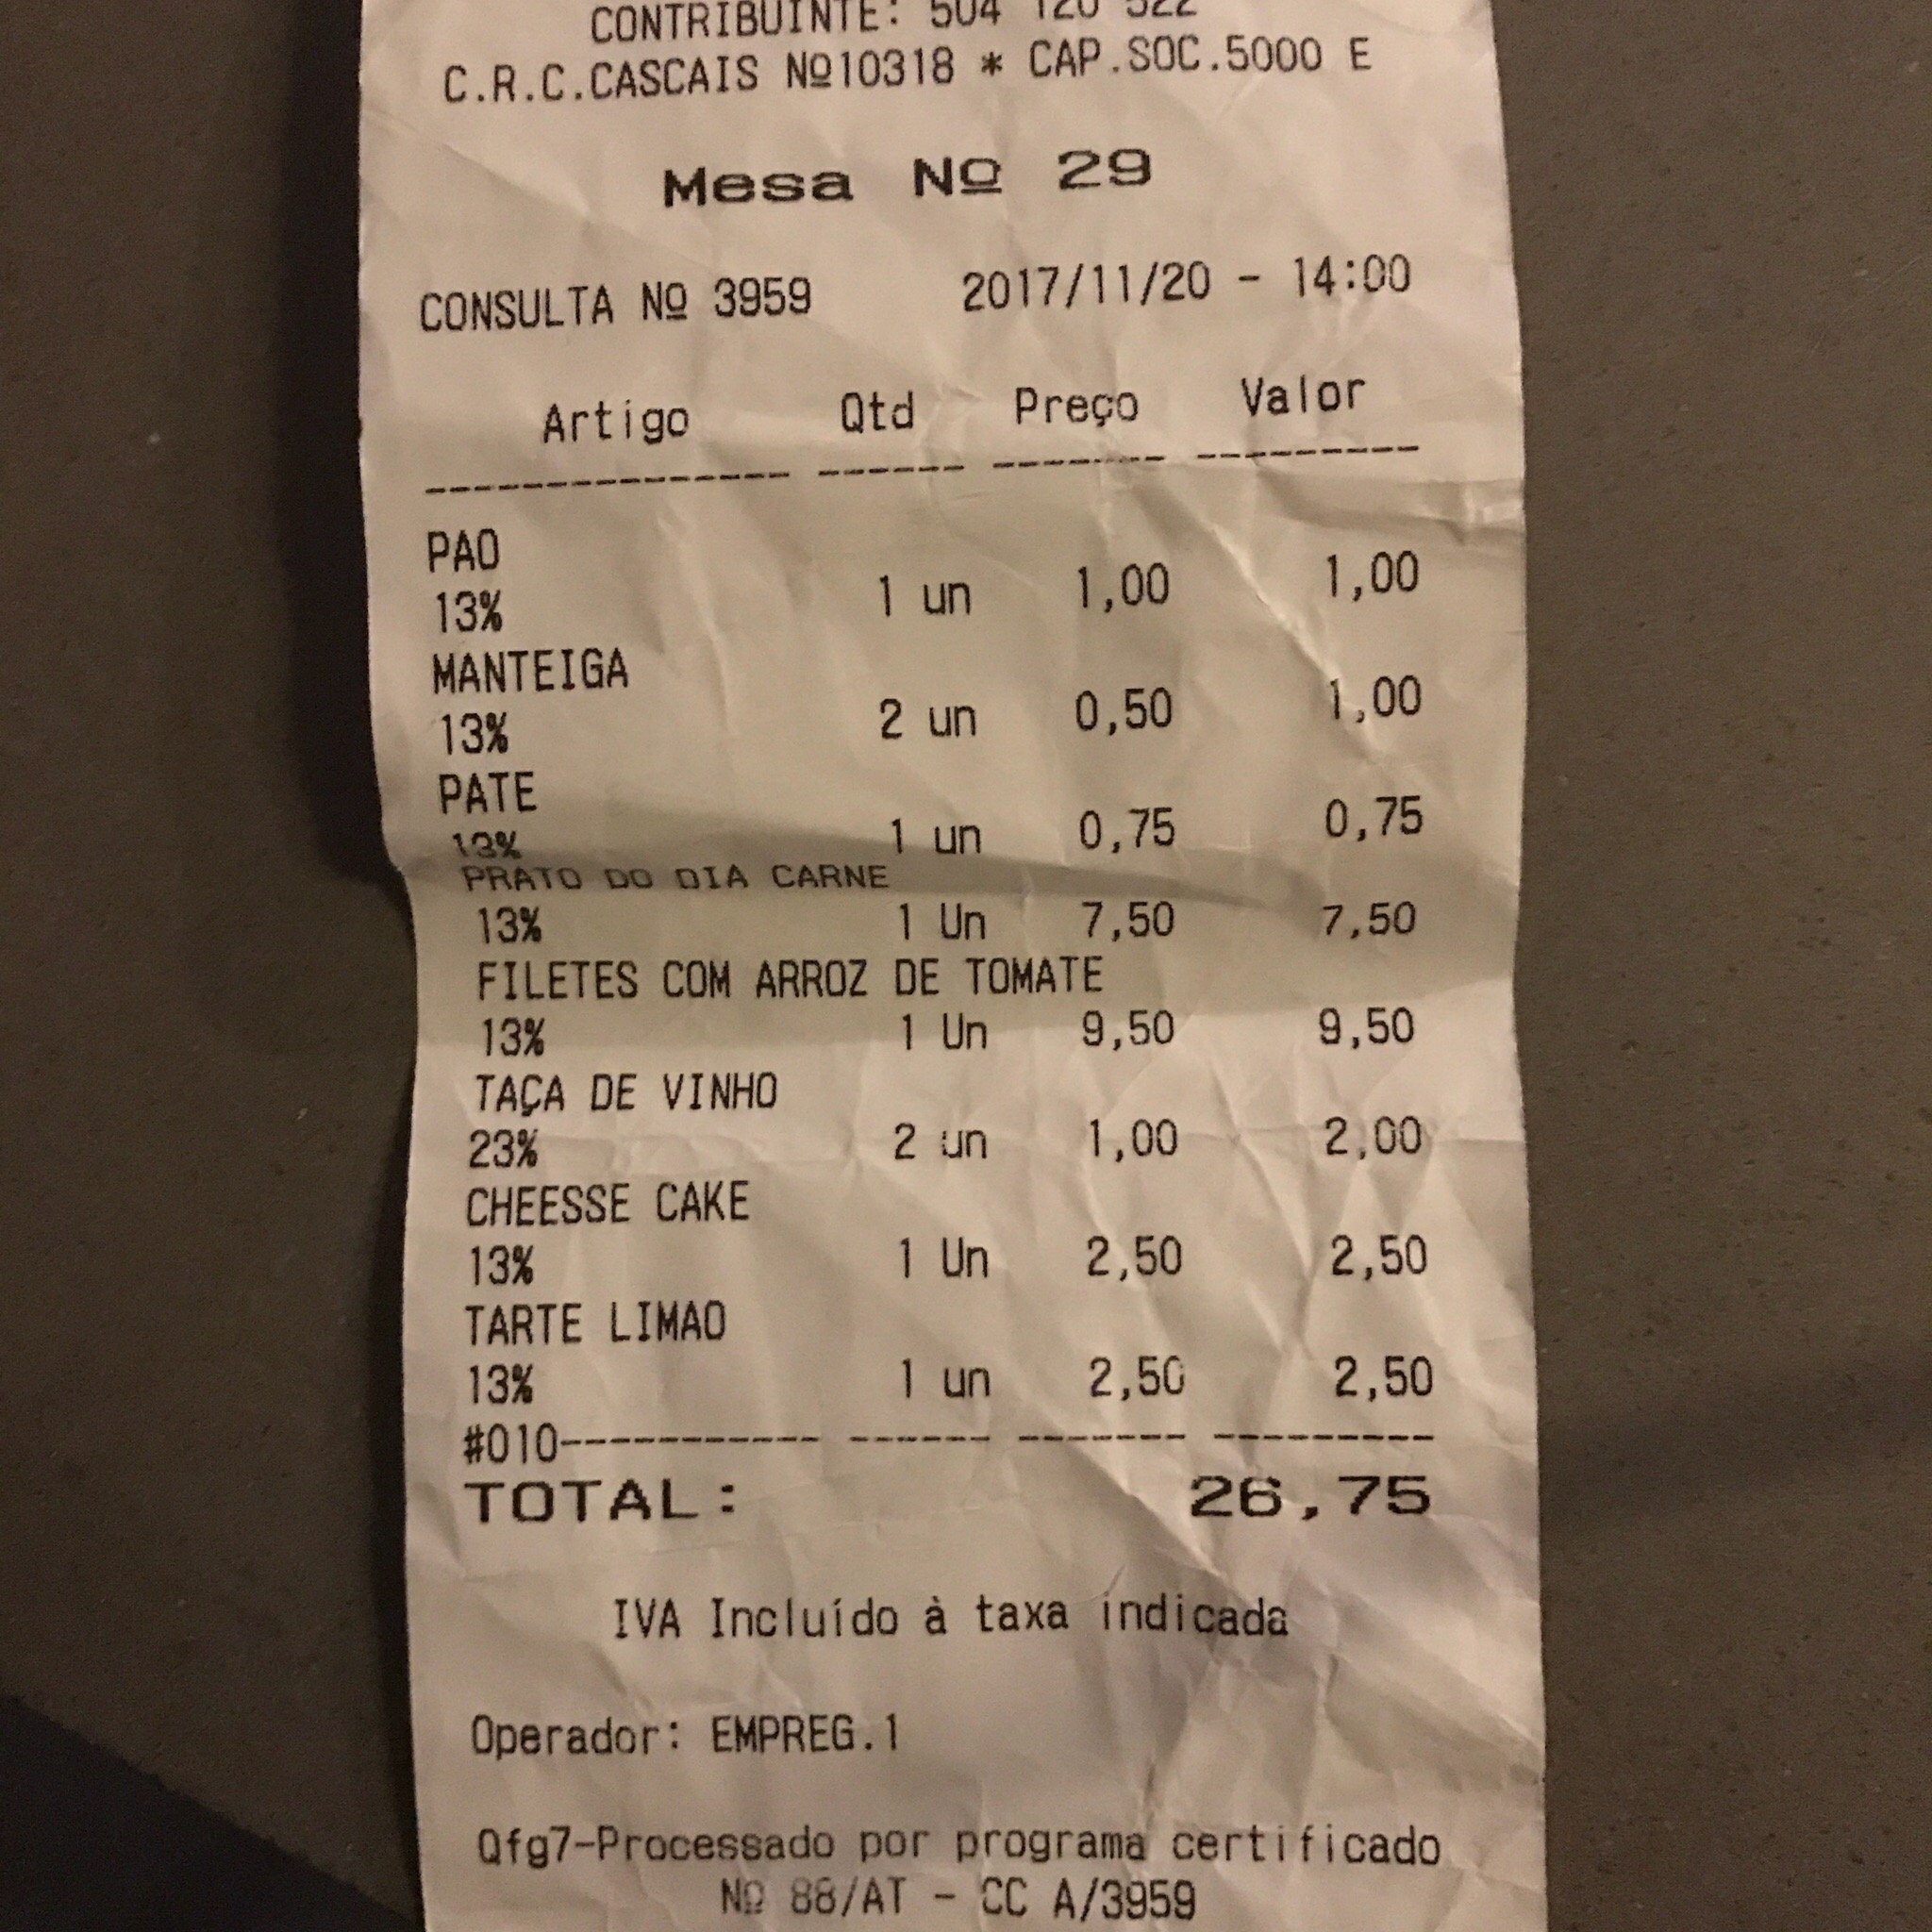 CONTRIBUINTE: 504 120 522
C.R.C.CASCAIS Nº10318 * CAP.SOC.5000 E
Mesa Nº 29
CONSULTA Nº 3959 2017/11/20 - 14:00
Artigo Qtd Preço Valor
PAO
13% 1 un 1,00 1,00
MANTEIGA
13% 2 un 0,50 1,00
PATE
13% 1 un 0,75 0,75
PRATO DO DIA CARNE
13% 1 Un 7,50 7,50
FILETES COM ARROZ DE TOMATE
13% 1 Un 9,50 9,50
TAÇA DE VINHO
23% 2 un 1,00 2,00
CHEESSE CAKE
13% 1 Un 2,50 2,50
TARTE LIMAO
13% 1 un 2,50 2,50
#010-----------  ------ ------- ---------
TOTAL: 26,75
IVA Incluído à taxa indicada
Operador: EMPREG.1
Qfg7-Processado por programa certificado
Nº 88/AT - CC A/3959